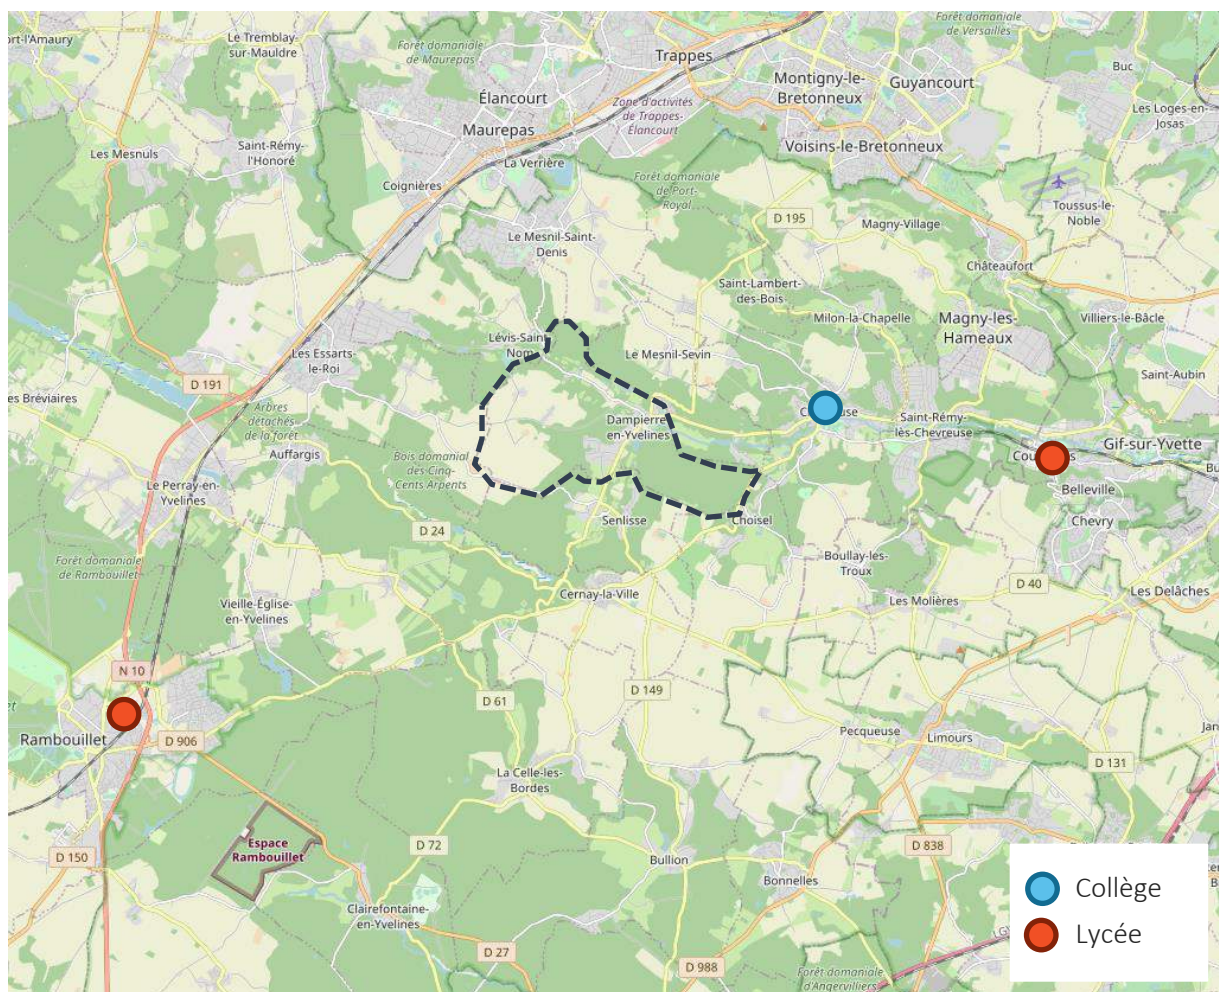 Forêt domaniale
de Versailles
Le Tremblay-
sur-Mauldre
ort-l'Amaury
Forêt domaniale
de Maurepas
Trappes
Buc
Montigny-le-
Bretonneux
Guyancourt
Élancourt
Zone d'activités
de Trappes-
Élancourt
Les Loges-en-
Josas
Maurepas
Saint-Rémy-
l'Honoré
Voisins-le-Bretonneux
Les Mesnuls
La Verrière
Coignières
Forêt domaniale
de Port-
Royal
Toussus-le-
Noble
D 195
Magny-Village
Le Mesnil-Saint-
Denis
Châteaufort
Saint-Lambert-
des-Bois
Milon-la-Chapelle
Magny-les-
Hameaux
Villiers-le-Bâcle
Lévis-Saint-
Nom
Le Mesnil-Sevin
Les Essarts-
le-Roi
Saint-Aubin
D 191
es Bréviaires
Arbres
détachés
de la forêt
Dampierre-
en-Yvelines
Saint-Rémy-
lès-Chevreuse
Gif-sur-Yvette
Auffargis
Bois domanial
des Cinq-
Cents Arpents
Belleville
Le Perray-en-
Yvelines
Senlisse
Choisel
Chevry
D 24
Forêt domaniale
de Rambouillet
Boullay-les-
Troux
D 40
Cernay-la-Ville
Les Molières
Les Delâches
Vieille-Église-
en-Yvelines
N 10
D 149
D 61
Rambouillet
D 906
Pecqueuse
Limours
D 131
La Celle-les-
Bordes
Espace
Rambouillet
D 72
D 838
D 150
Bullion
Bonnelles
Collège
Clairefontaine-
en-Yvelines
Lycée
D 27
D 988
Forêt domaniale
d'Angervilliers